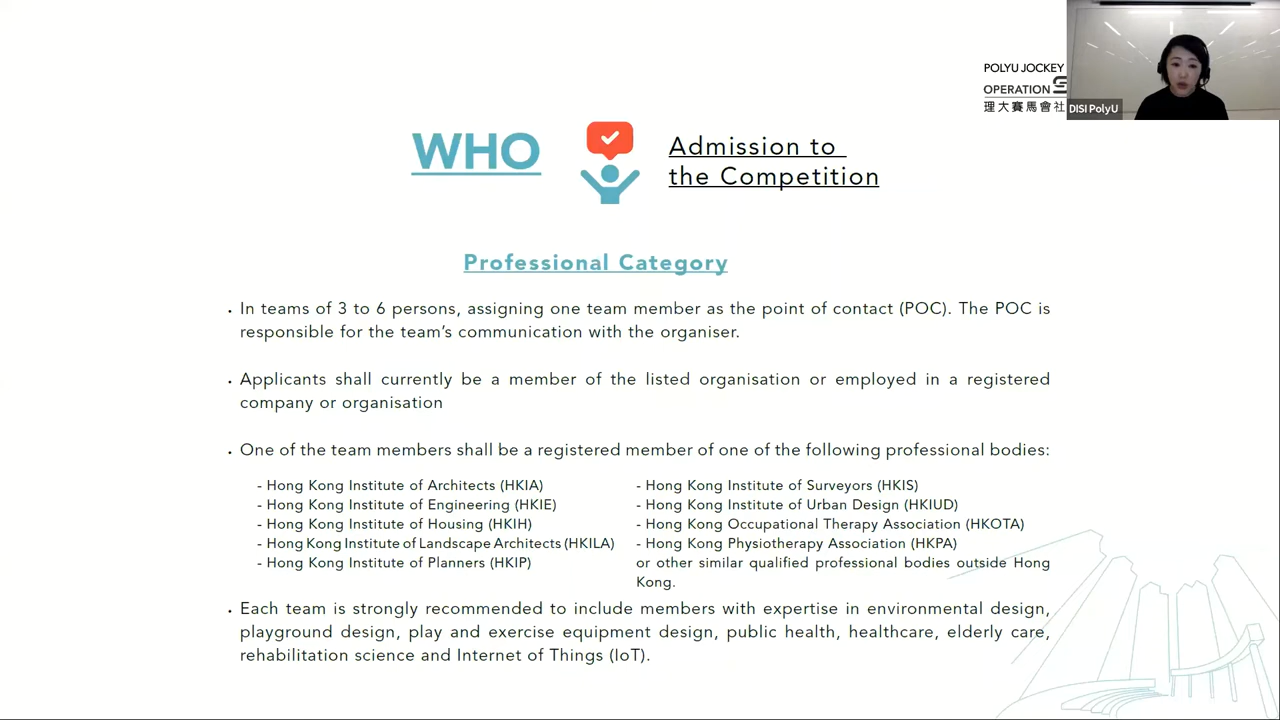 POLYU JOCKEY
OPERATION S
理大賽馬會社
DISI PolyU
WHO
Admission to
the Competition
Professional Category
• In teams of 3 to 6 persons, assigning one team member as the point of contact (POC). The POC is
responsible for the team's communication with the organiser.
• Applicants shall currently be a member of the listed organisation or employed in a registered
company or organisation
• One of the team members shall be a registered member of one of the following professional bodies:
- Hong Kong Institute of Architects (HKIA)
- Hong Kong Institute of Engineering (HKIE)
- Hong Kong Institute of Housing (HKIH)
- Hong Kong Institute of Landscape Architects (HKILA)
- Hong Kong Institute of Planners (HKIP)
- Hong Kong Institute of Surveyors (HKIS)
- Hong Kong Institute of Urban Design (HKIUD)
- Hong Kong Occupational Therapy Association (HKOTA)
- Hong Kong Physiotherapy Association (HKPA)
or other similar qualified professional bodies outside Hong
Kong.
• Each team is strongly recommended to include members with expertise in environmental design,
playground design, play and exercise equipment design, public health, healthcare, elderly care,
rehabilitation science and Internet of Things (IoT).